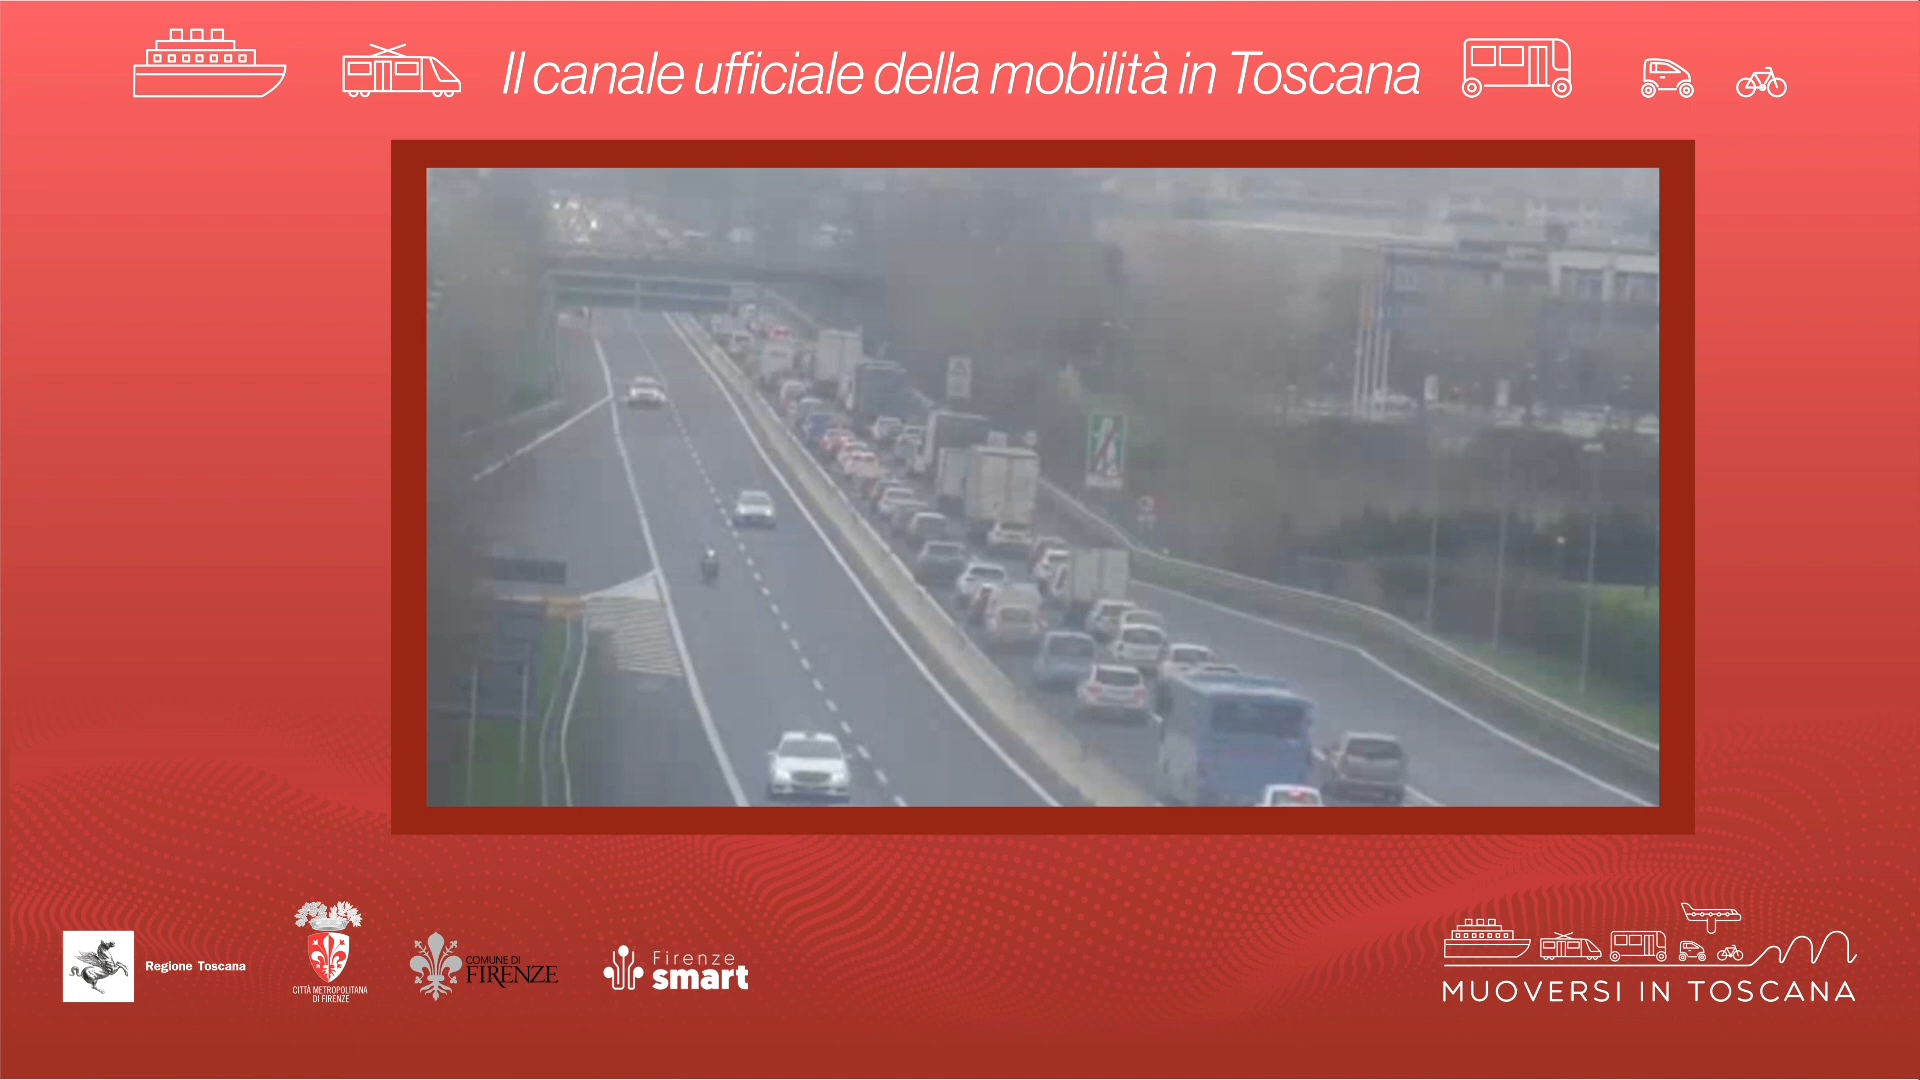 Il canale ufficiale della mobilità in Toscana
Regione Toscana
CITTÀ METROPOLITANA
DI FIRENZE
COMUNE DI
FIRENZE
Firenze
smart
MUOVERSI IN TOSCANA